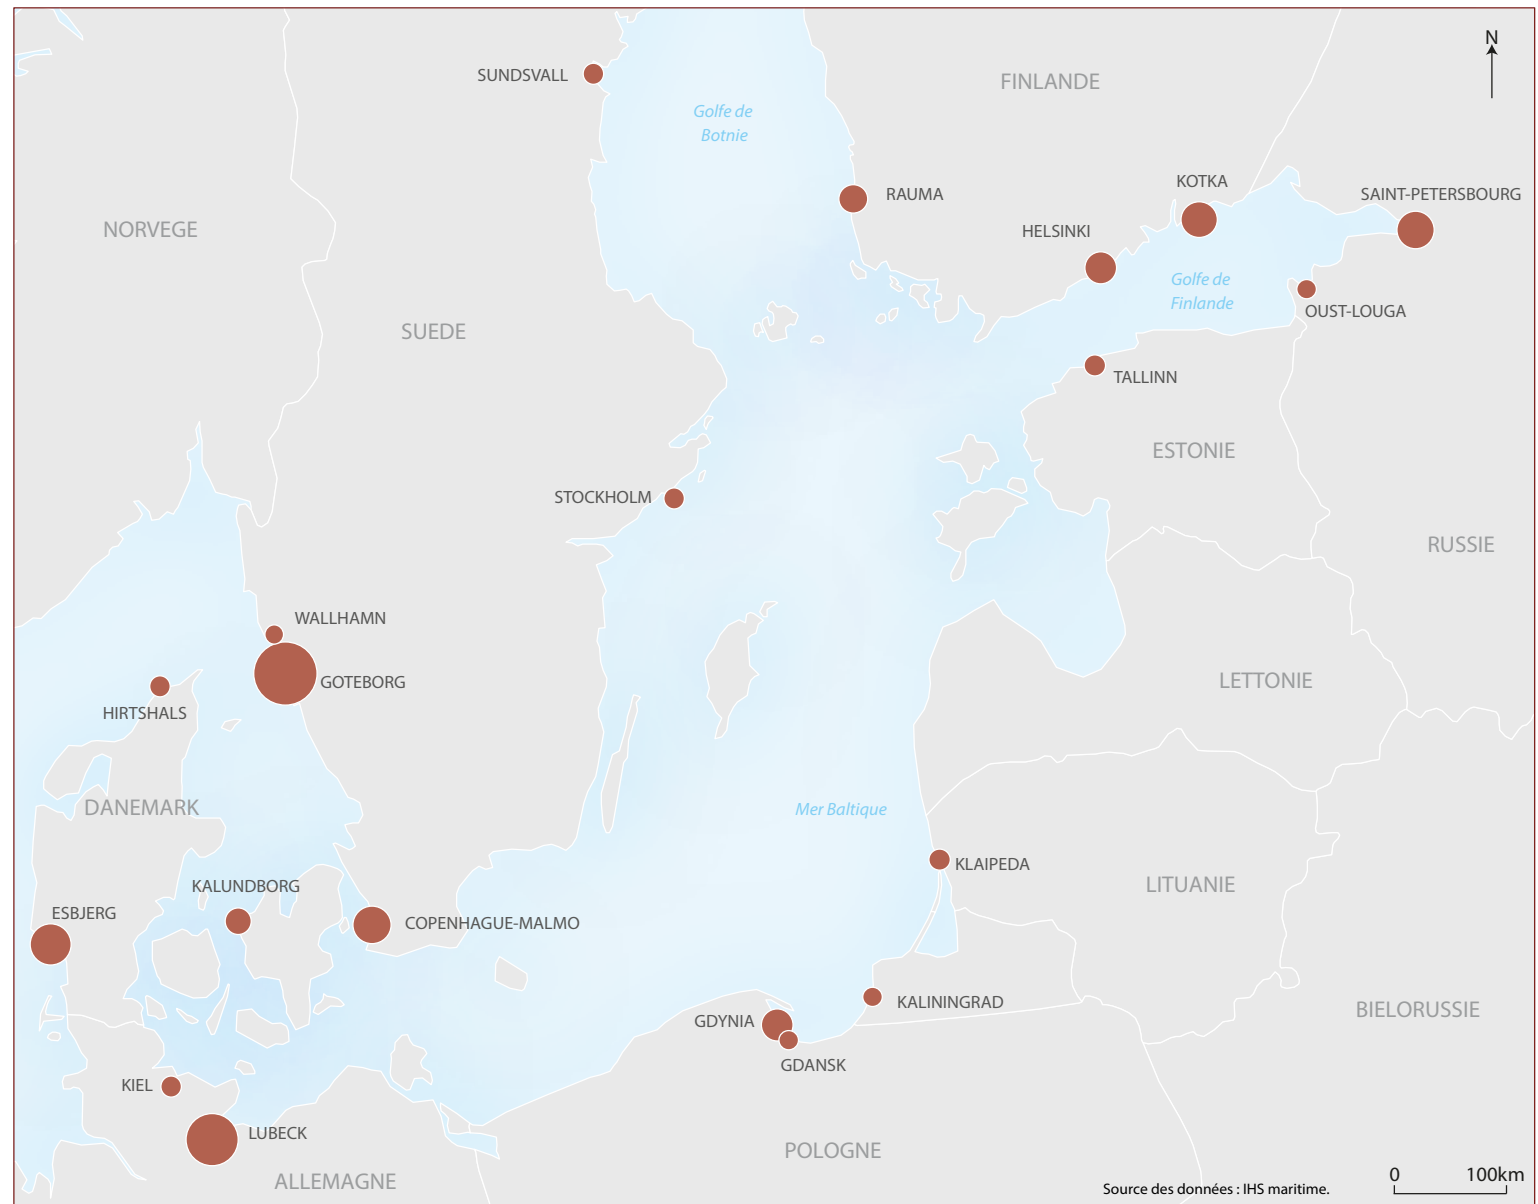 N
SUNDSVALL
FINLANDE
Golfe de
Botnie
KOTKA
RAUMA
SAINT-PETERSBOURG
NORVEGE
HELSINKI
Golfe de
Finlande
OUST-LOUGA
SUEDE
TALLINN
ESTONIE
STOCKHOLM
RUSSIE
WALLHAMN
GOTEBORG
LETTONIE
HIRTSHALS
DANEMARK
Mer Baltique
KLAIPEDA
KALUNDBORG
LITUANIE
ESBJERG
COPENHAGUE-MALMO
KALININGRAD
BIELORUSSIE
GDYNIA
GDANSK
KIEL
LUBECK
POLOGNE
ALLEMAGNE
0 100km
Source des données : IHS maritime.